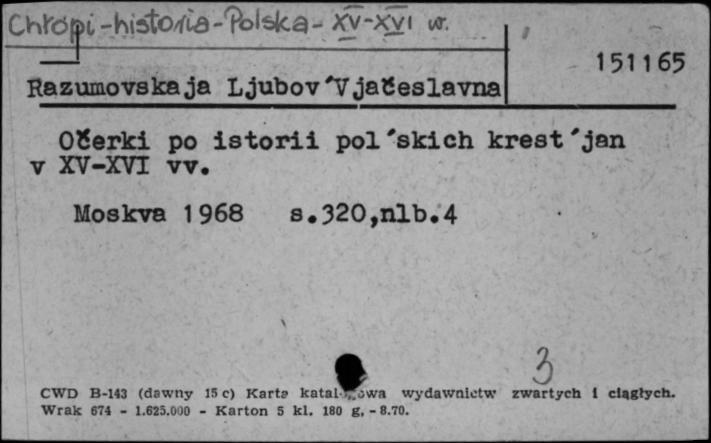 Chłopi-historia-Polska-XV-XVI w.
151165
Razumovskaja Ljubov´Vjačeslavna
Očerki po istorii pol´skich krest´jan
v XV-XVI vv.
Moskva 1968 s.320,nlb.4
3
CWD B-143 (dawny 15 c) Karta katalogowa wydawnictw zwartych i ciągłych.
Wrak 674 - 1.625.000 - Karton 5 kl. 180 g. - 8.70.